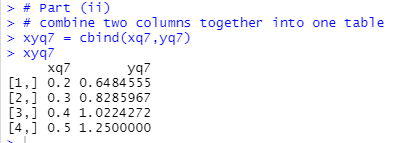 > # Part (ii)
> # combine two columns together into one table
> xyq7 = cbind(xq7,yq7)
> xyq7
     xq7       yq7
[1,] 0.2 0.6484555
[2,] 0.3 0.8285967
[3,] 0.4 1.0224272
[4,] 0.5 1.2500000
>